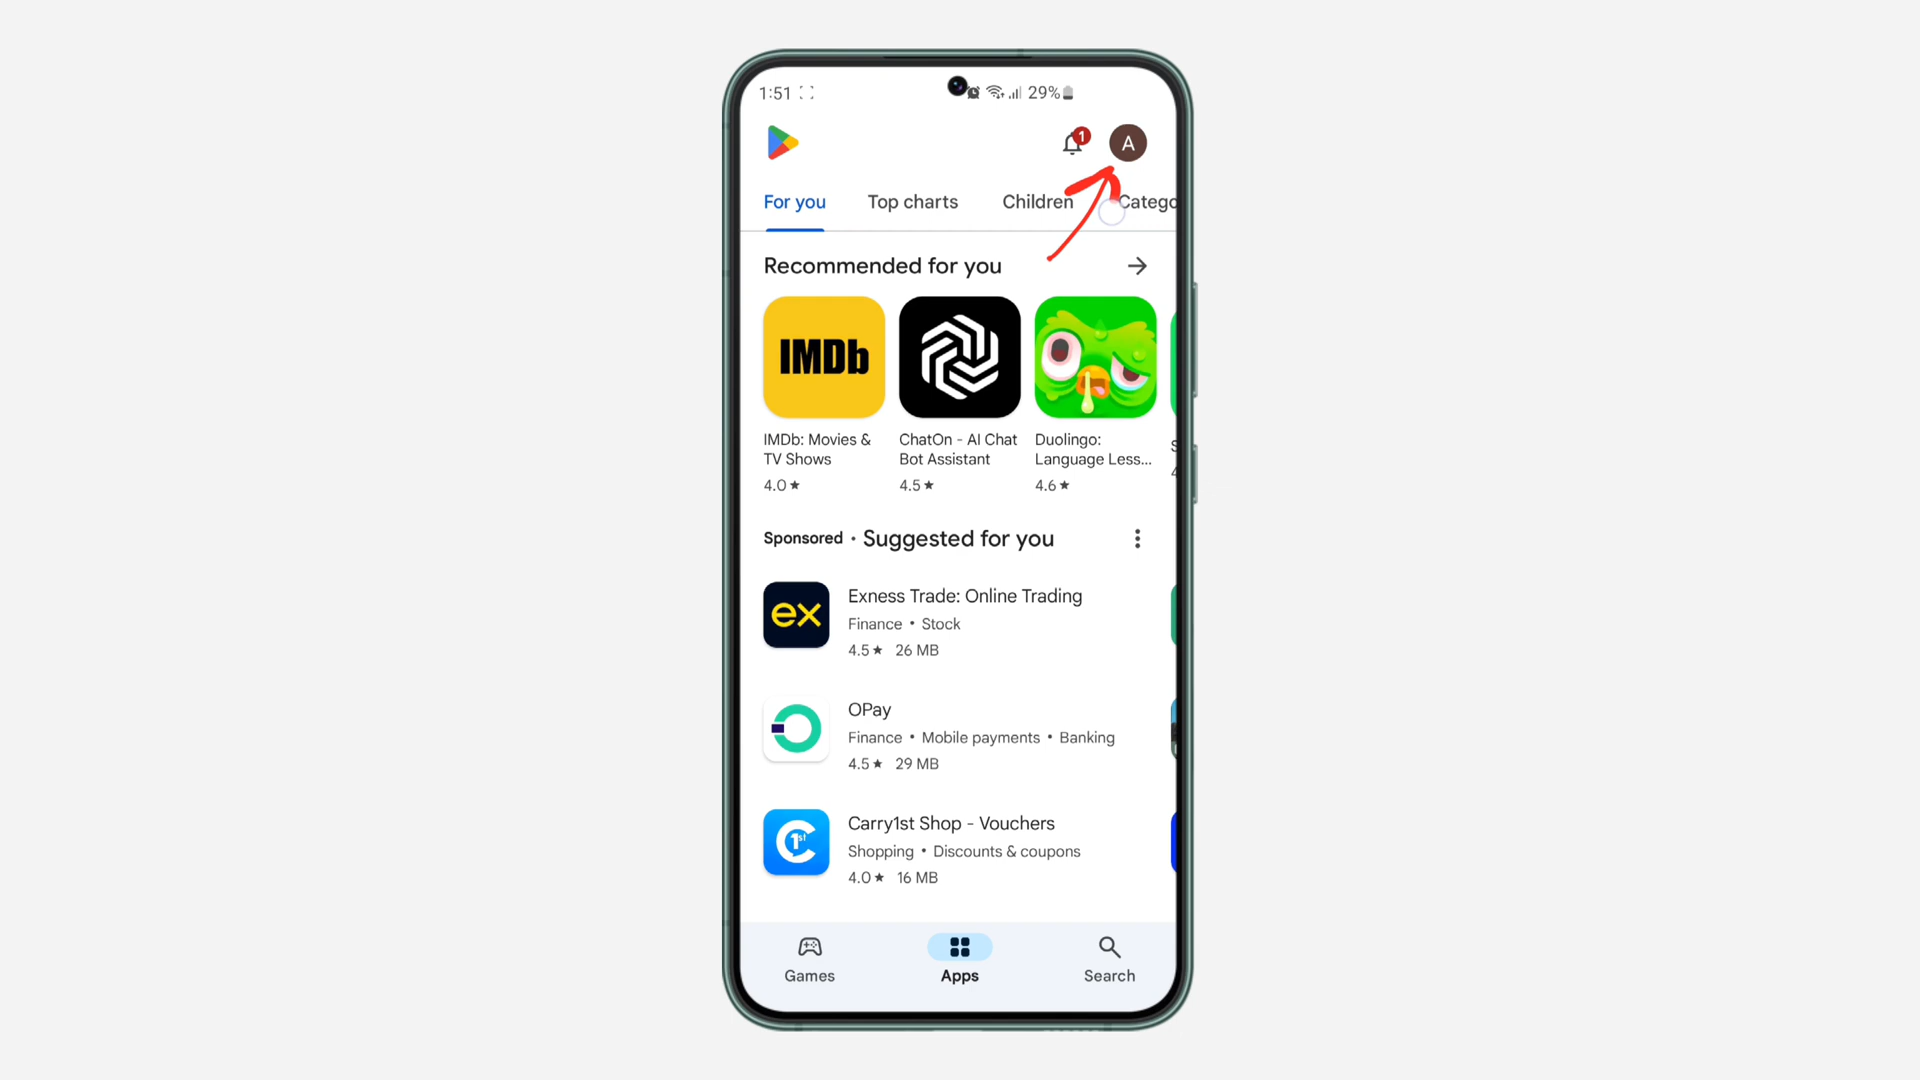 1:51 29%
1
A
For you Top charts Children Catego
Recommended for you
IMDb
IMDb: Movies & TV Shows
4.0 ★
ChatOn - AI Chat Bot Assistant
4.5 ★
Duolingo: Language Less...
4.6 ★
S
4
Sponsored • Suggested for you
ex
Exness Trade: Online Trading
Finance • Stock
4.5 ★ 26 MB
OPay
Finance • Mobile payments • Banking
4.5 ★ 29 MB
1st
Carry1st Shop - Vouchers
Shopping • Discounts & coupons
4.0 ★ 16 MB
Games Apps Search